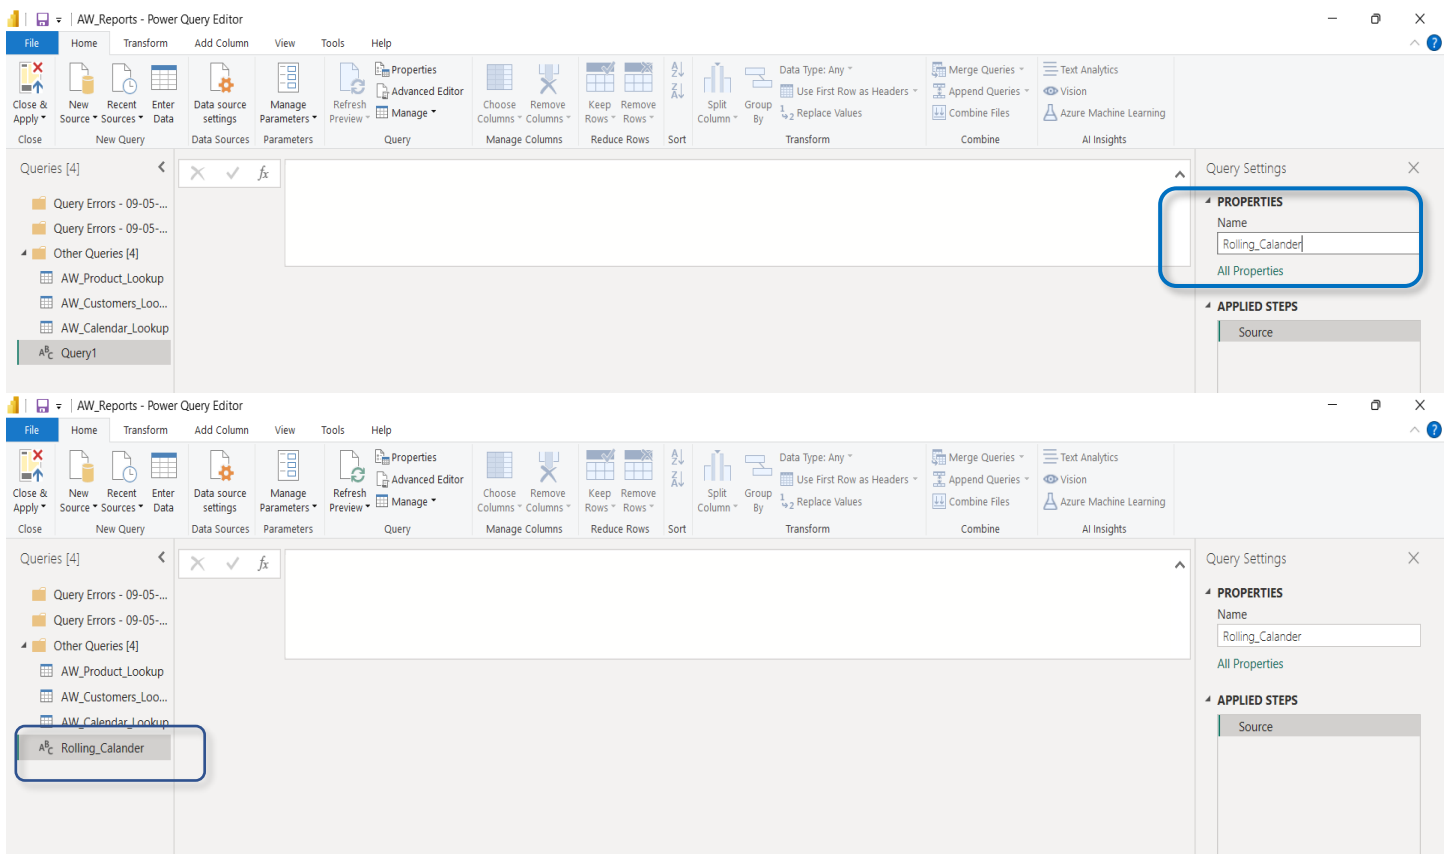 AW_Reports - Power Query Editor
File Home Transform Add Column View Tools Help
Close & Apply
New Source
Recent Sources
Enter Data
Data source settings
Manage Parameters
Refresh Preview
Properties
Advanced Editor
Manage
Choose Columns
Remove Columns
Keep Rows
Remove Rows
Split Column
Group By
Data Type: Any
Use First Row as Headers
Replace Values
Merge Queries
Append Queries
Combine Files
Text Analytics
Vision
Azure Machine Learning
Close New Query Data Sources Parameters Query Manage Columns Reduce Rows Sort Transform Combine AI Insights
Queries [4]
Query Errors - 09-05-...
Query Errors - 09-05-...
Other Queries [4]
AW_Product_Lookup
AW_Customers_Loo...
AW_Calendar_Lookup
ABC Query1
fx
Query Settings
PROPERTIES
Name
Rolling_Calander
All Properties
APPLIED STEPS
Source
AW_Reports - Power Query Editor
File Home Transform Add Column View Tools Help
Close & Apply
New Source
Recent Sources
Enter Data
Data source settings
Manage Parameters
Refresh Preview
Properties
Advanced Editor
Manage
Choose Columns
Remove Columns
Keep Rows
Remove Rows
Split Column
Group By
Data Type: Any
Use First Row as Headers
Replace Values
Merge Queries
Append Queries
Combine Files
Text Analytics
Vision
Azure Machine Learning
Close New Query Data Sources Parameters Query Manage Columns Reduce Rows Sort Transform Combine AI Insights
Queries [4]
Query Errors - 09-05-...
Query Errors - 09-05-...
Other Queries [4]
AW_Product_Lookup
AW_Customers_Loo...
AW_Calendar_Lookup
ABC Rolling_Calander
fx
Query Settings
PROPERTIES
Name
Rolling_Calander
All Properties
APPLIED STEPS
Source